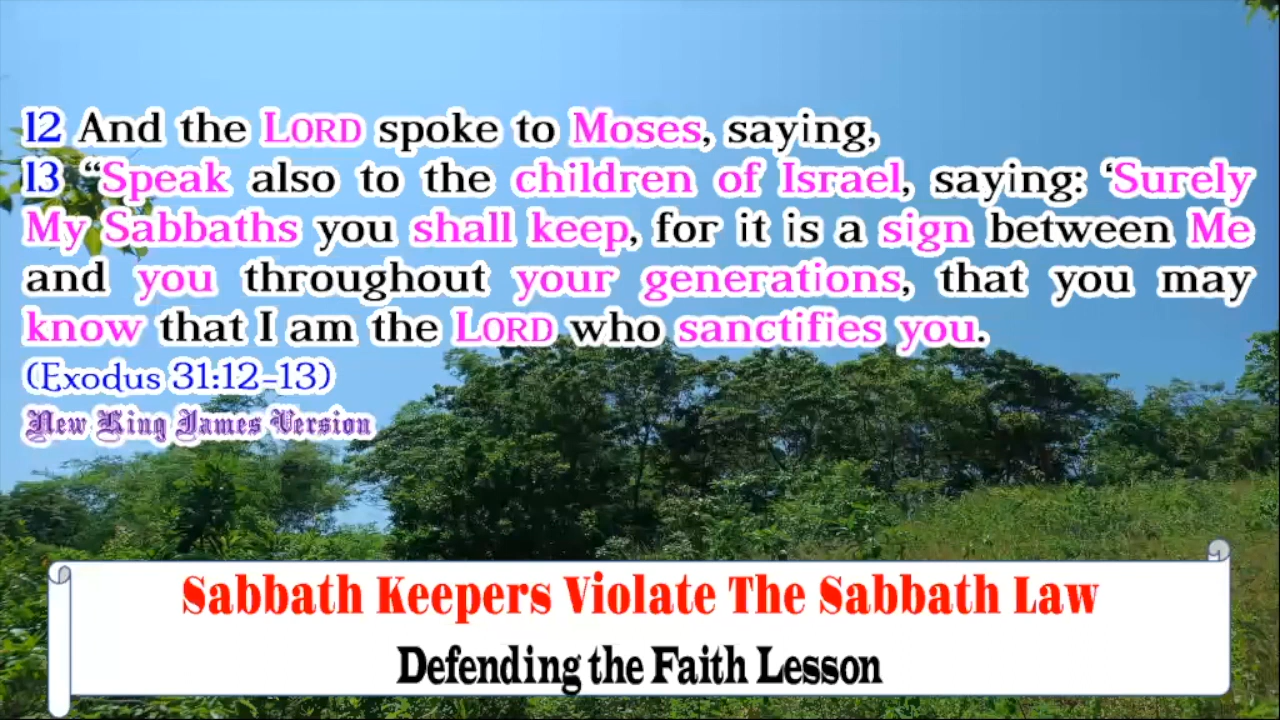 12 And the LORD spoke to Moses, saying,
13 “Speak also to the children of Israel, saying: ‘Surely
My Sabbaths you shall keep, for it is a sign between Me
and you throughout your generations, that you may
know that I am the LORD who sanctifies you.
(Exodus 31:12-13)
New King James Version
Sabbath Keepers Violate The Sabbath Law
Defending the Faith Lesson